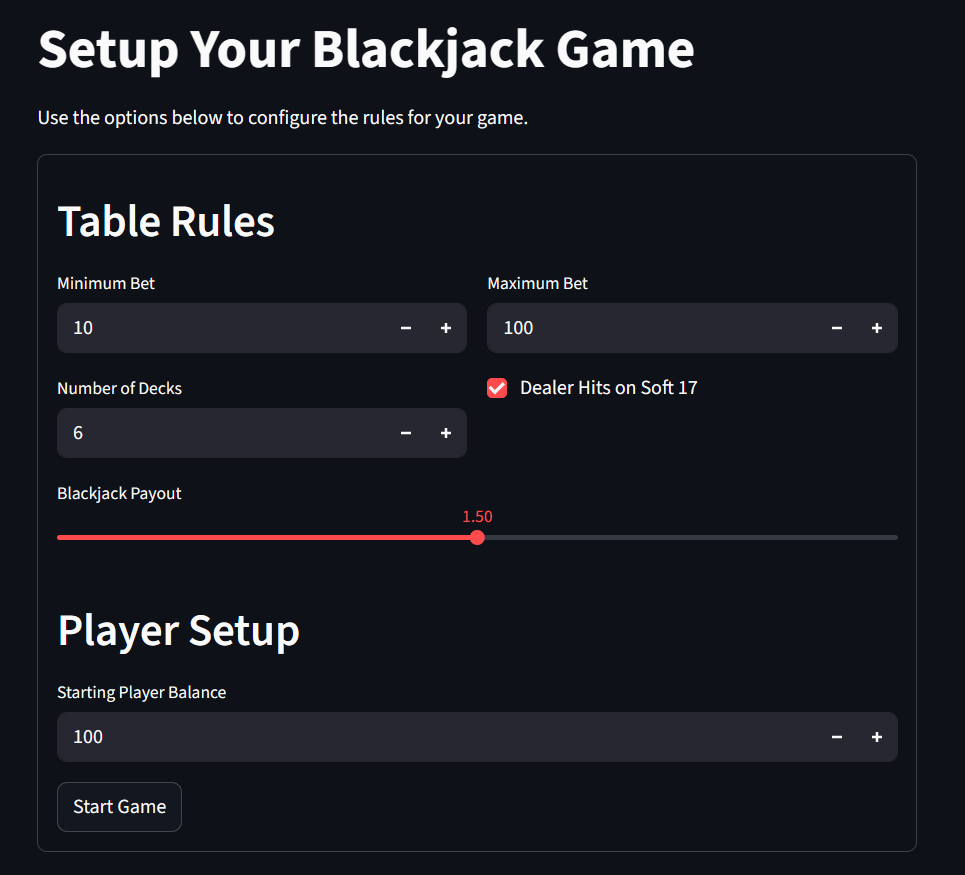 Setup Your Blackjack Game
Use the options below to configure the rules for your game.
Table Rules
Minimum Bet
Maximum Bet
10
100
Number of Decks
Dealer Hits on Soft 17
6
Blackjack Payout
1.50
Player Setup
Starting Player Balance
100
Start Game